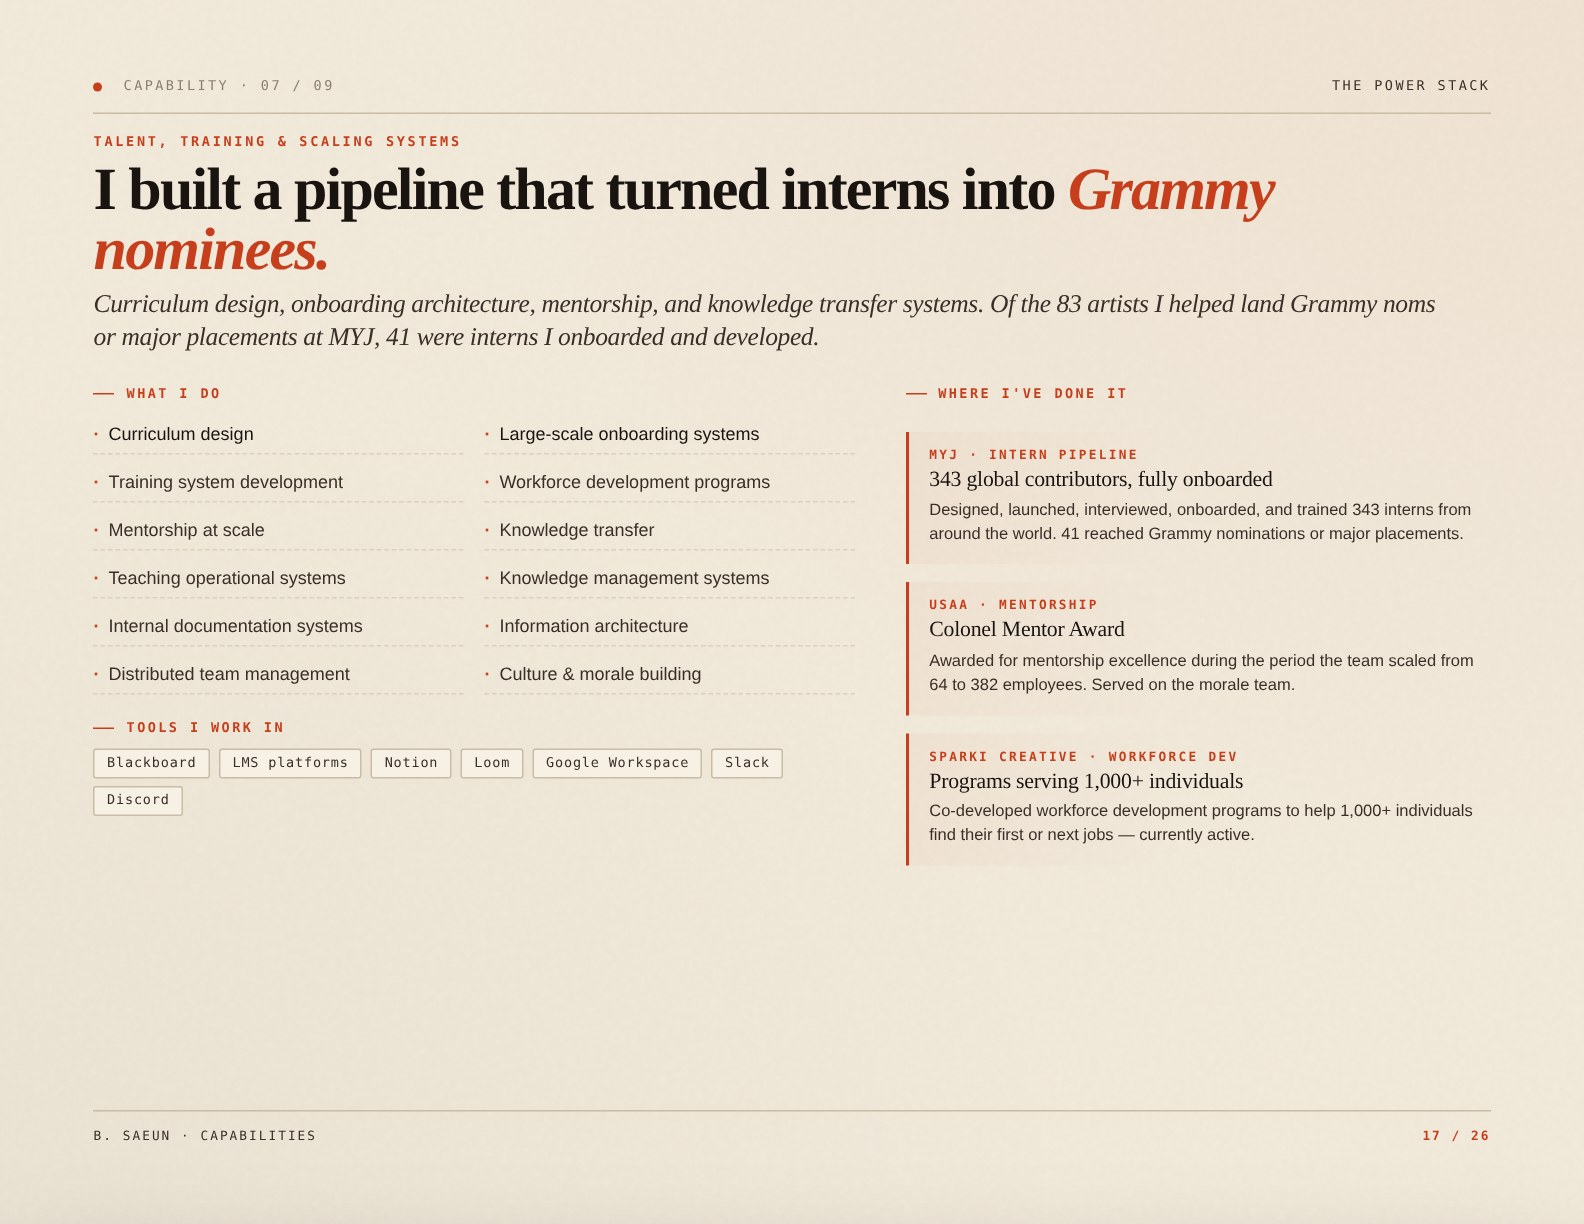 CAPABILITY · 07 / 09
THE POWER STACK
TALENT, TRAINING & SCALING SYSTEMS
I built a pipeline that turned interns into Grammy
nominees.
Curriculum design, onboarding architecture, mentorship, and knowledge transfer systems. Of the 83 artists I helped land Grammy noms
or major placements at MYJ, 41 were interns I onboarded and developed.
WHAT I DO
· Curriculum design
· Large-scale onboarding systems
· Training system development
· Workforce development programs
· Mentorship at scale
· Knowledge transfer
· Teaching operational systems
· Knowledge management systems
· Internal documentation systems
· Information architecture
· Distributed team management
· Culture & morale building
TOOLS I WORK IN
Blackboard
LMS platforms
Notion
Loom
Google Workspace
Slack
Discord
WHERE I'VE DONE IT
MYJ · INTERN PIPELINE
343 global contributors, fully onboarded
Designed, launched, interviewed, onboarded, and trained 343 interns from
around the world. 41 reached Grammy nominations or major placements.
USAA · MENTORSHIP
Colonel Mentor Award
Awarded for mentorship excellence during the period the team scaled from
64 to 382 employees. Served on the morale team.
SPARKI CREATIVE · WORKFORCE DEV
Programs serving 1,000+ individuals
Co-developed workforce development programs to help 1,000+ individuals
find their first or next jobs — currently active.
B. SAEUN · CAPABILITIES
17 / 26